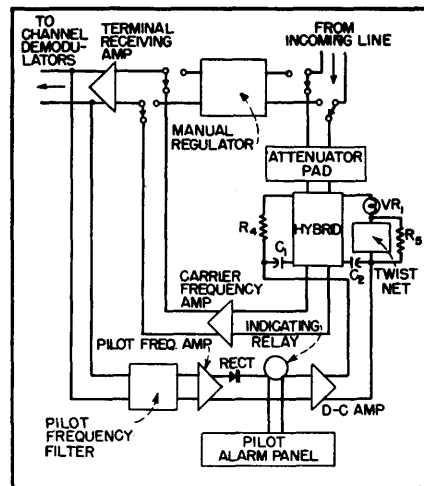 TO
CHANNEL
DEMODU-
LATORS
TERMINAL
RECEIVING
AMP
FROM
INCOMING LINE
MANUAL
REGULATOR
ATTENUATOR
PAD
VR1
R4
HYBRID
R5
C1
C2
TWIST
NET
CARRIER
FREQUENCY
AMP
INDICATING
RELAY
PILOT FREQ. AMP
RECT
D-C AMP
PILOT
FREQUENCY
FILTER
PILOT
ALARM PANEL